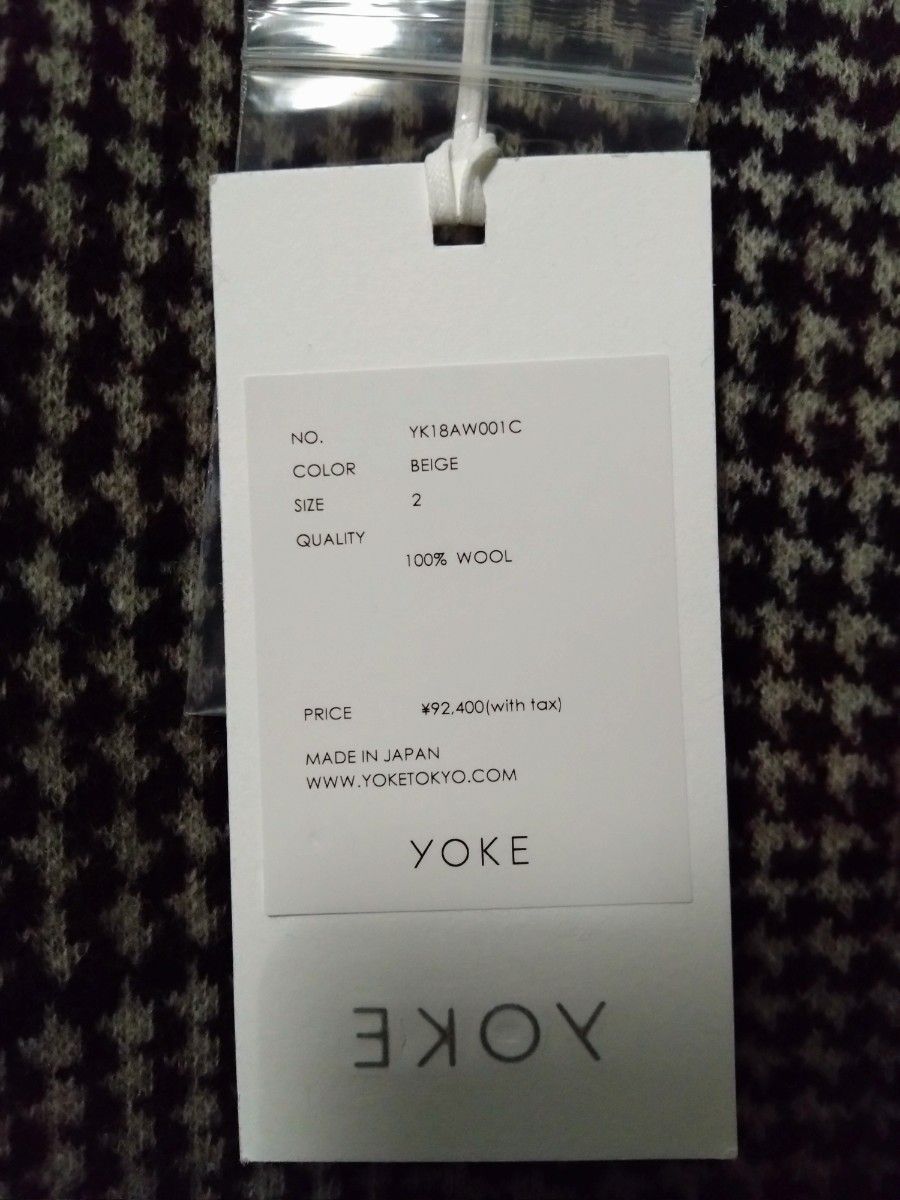 NO. YK18AW001C
COLOR BEIGE
SIZE 2
QUALITY
100% WOOL
PRICE ¥92,400(with tax)
MADE IN JAPAN
WWW.YOKETOKYO.COM
YOKE
YOKE